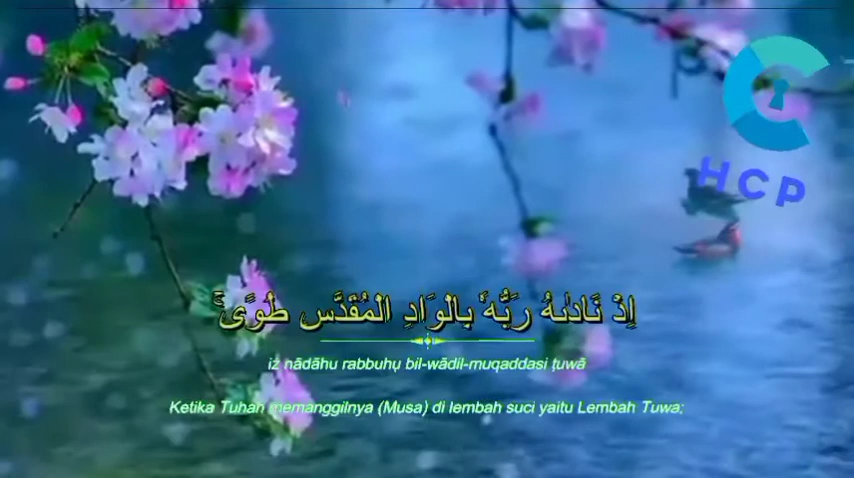 HCP
اِذْ نَادٰىهُ رَبُّهٗ بِالْوَادِ الْمُقَدَّسِ طُوًىۚ
iż nādāhu rabbuhụ bil-wādil-muqaddasi ṭuwā
Ketika Tuhan memanggilnya (Musa) di lembah suci yaitu Lembah Tuwa;